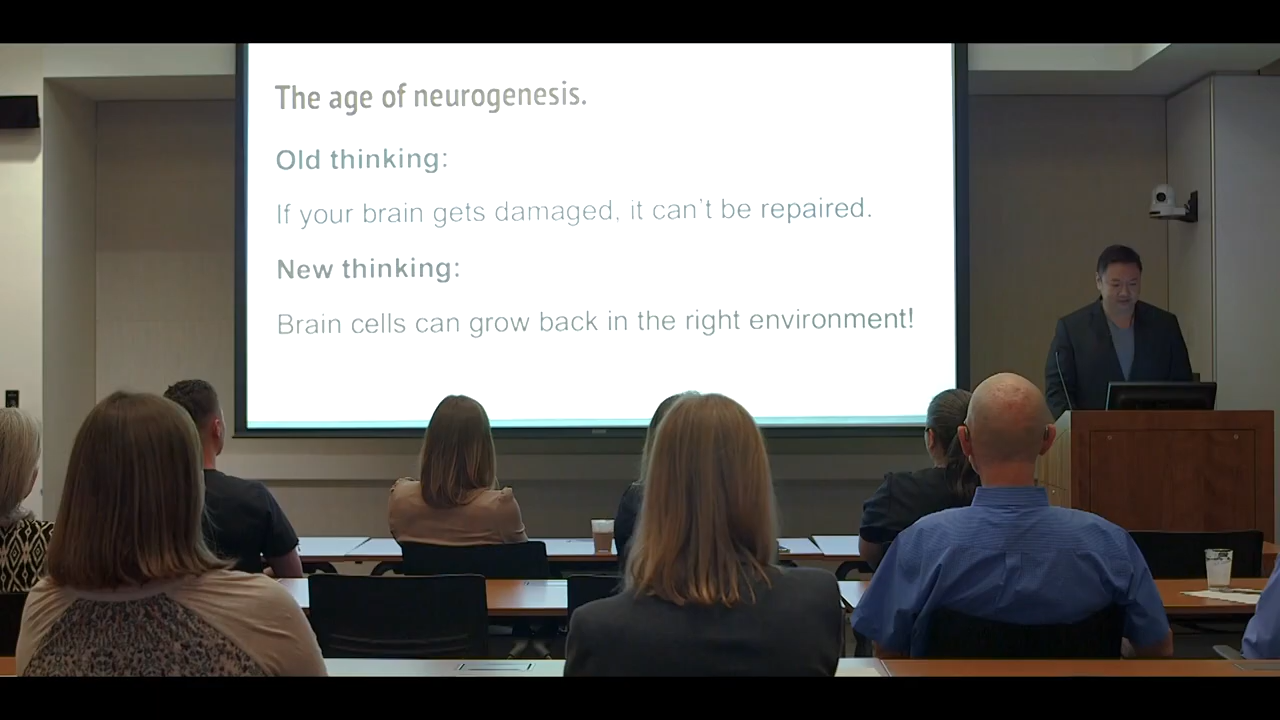 The age of neurogenesis.
Old thinking:
If your brain gets damaged, it can't be repaired.
New thinking:
Brain cells can grow back in the right environment!